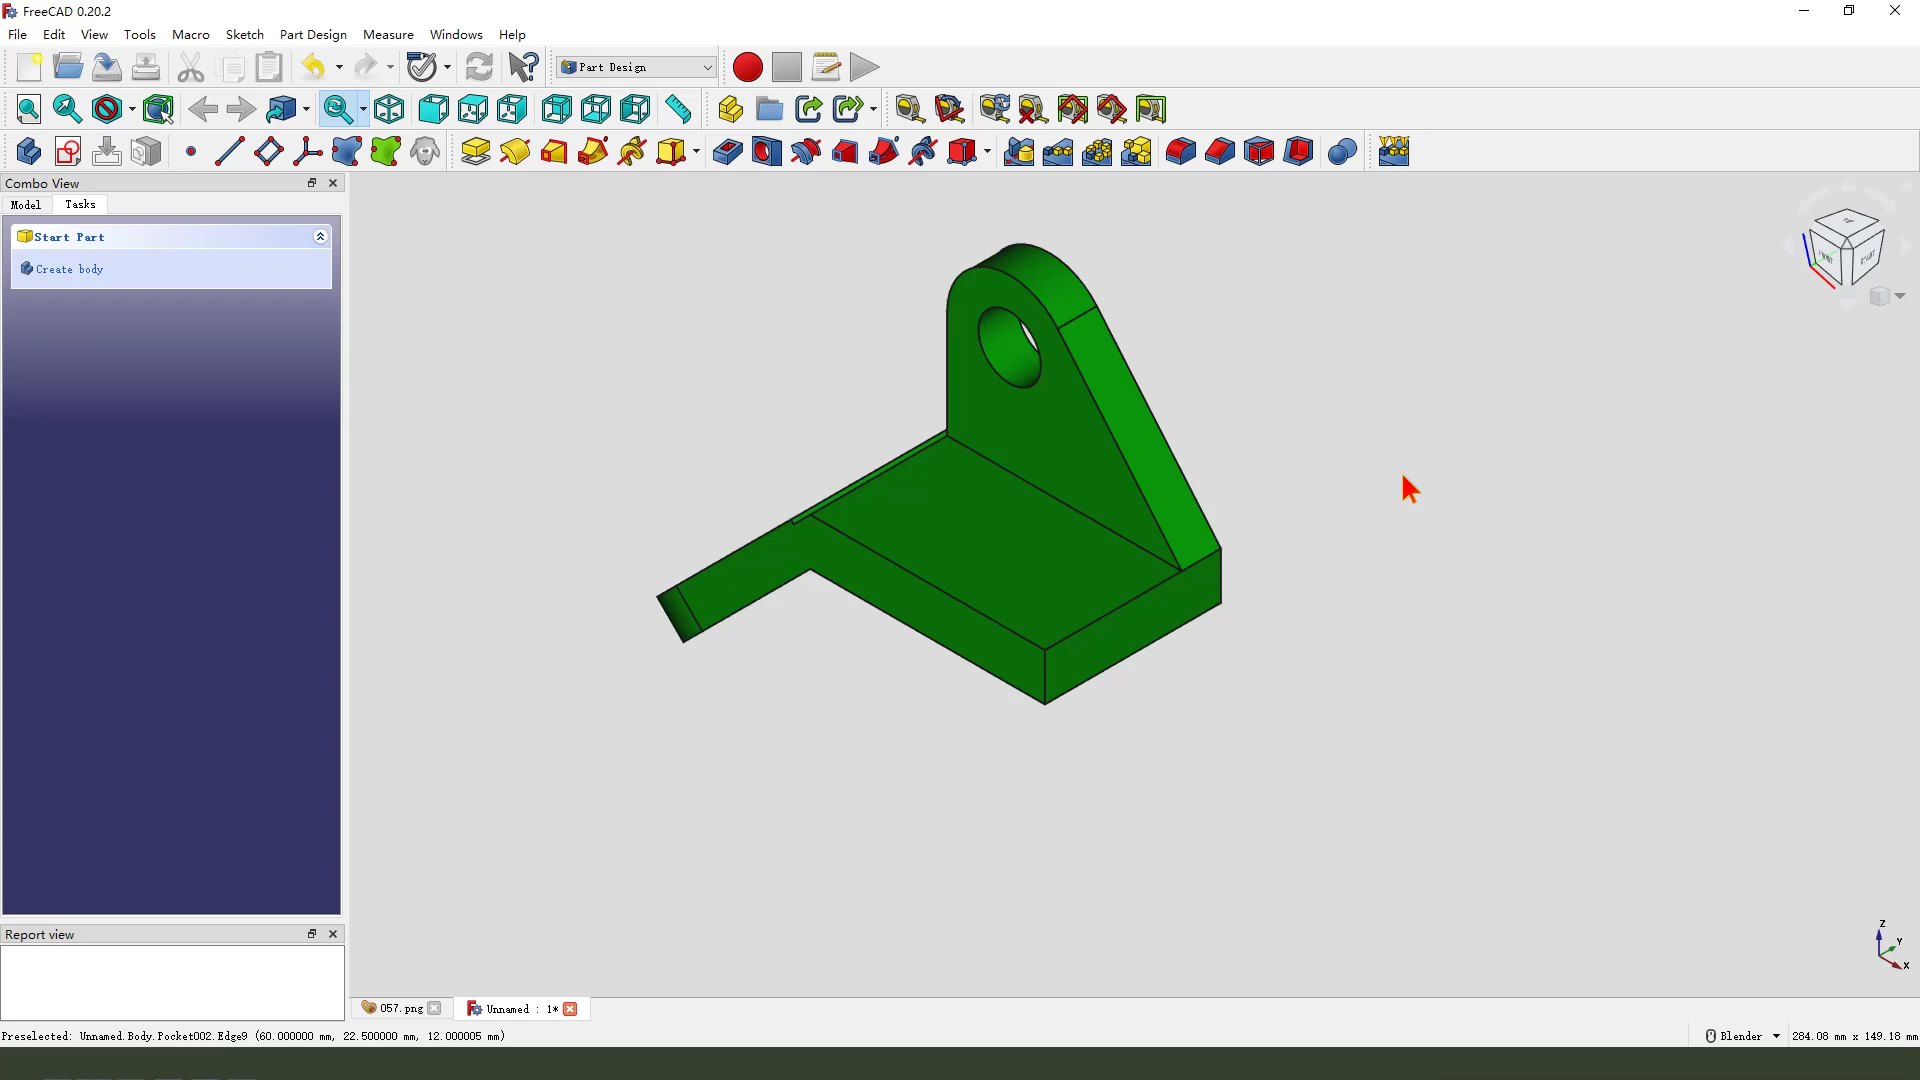 FreeCAD 0.20.2
File Edit View Tools Macro Sketch Part Design Measure Windows Help
Part Design
Combo View
Model Tasks
Start Part
Create body
Report view
Z
Y
X
057.png
Unnamed : 1*
Preselected: Unnamed.Body.Pocket002.Edge9 (60.000000 mm, 22.500000 mm, 12.000005 mm)
Blender
284.08 mm x 149.18 mm